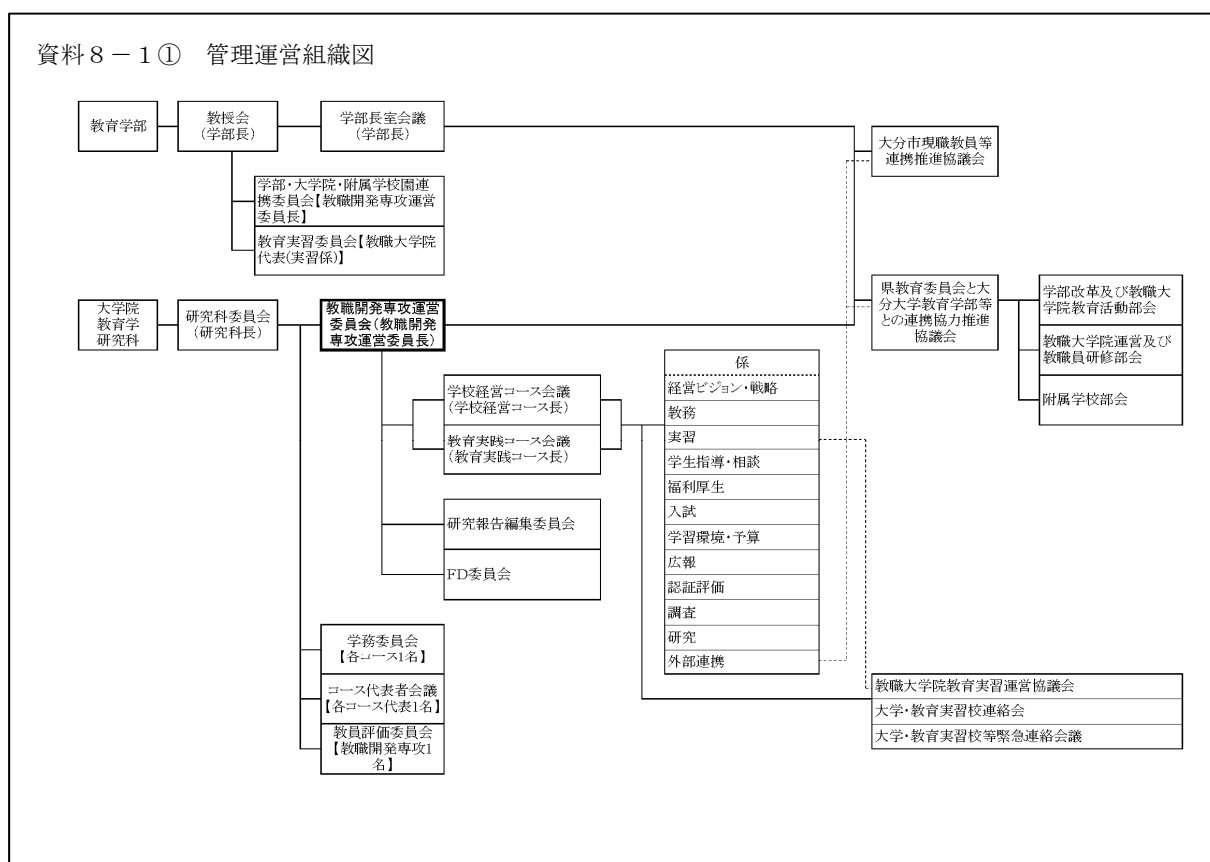 資料８－１①　管理運営組織図
教育学部
教授会
(学部長)
学部長室会議
(学部長)
大分市現職教員等
連携推進協議会
学部・大学院・附属学校園連
携委員会【教職開発専攻運営
委員長】
教育実習委員会【教職大学院
代表(実習係)】
大学院
教育学
研究科
研究科委員会
(研究科長)
教職開発専攻運営
委員会(教職開発
専攻運営委員長)
県教育委員会と大
分大学教育学部等
との連携協力推進
協議会
学部改革及び教職大
学院教育活動部会
教職大学院運営及び
教職員研修部会
附属学校部会
学校経営コース会議
(学校経営コース長)
教育実践コース会議
(教育実践コース長)
研究報告編集委員会
FD委員会
係
経営ビジョン・戦略
教務
実習
学生指導・相談
福利厚生
入試
学習環境・予算
広報
認証評価
調査
研究
外部連携
学務委員会
【各コース1名】
コース代表者会議
【各コース代表1名】
教員評価委員会
【教職開発専攻1
名】
教職大学院教育実習運営協議会
大学・教育実習校連絡会
大学・教育実習校等緊急連絡会議